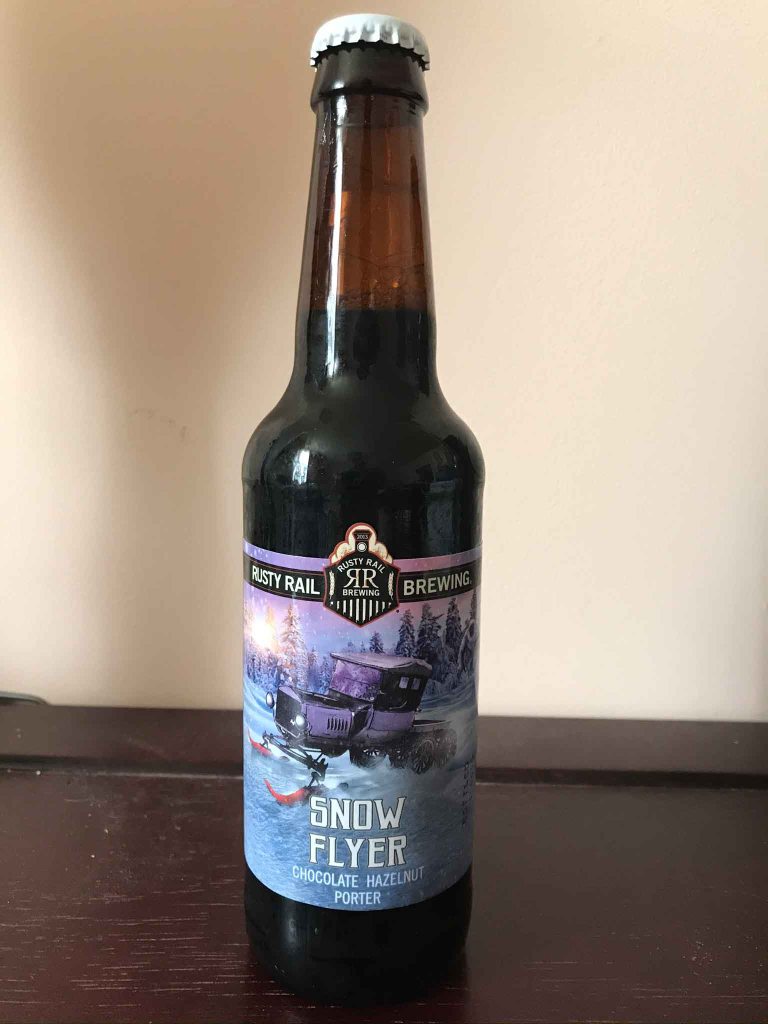 2013
RUSTY RAIL
RR
BREWING
RUSTY RAIL BREWING
SNOW
FLYER
CHOCOLATE HAZELNUT
PORTER